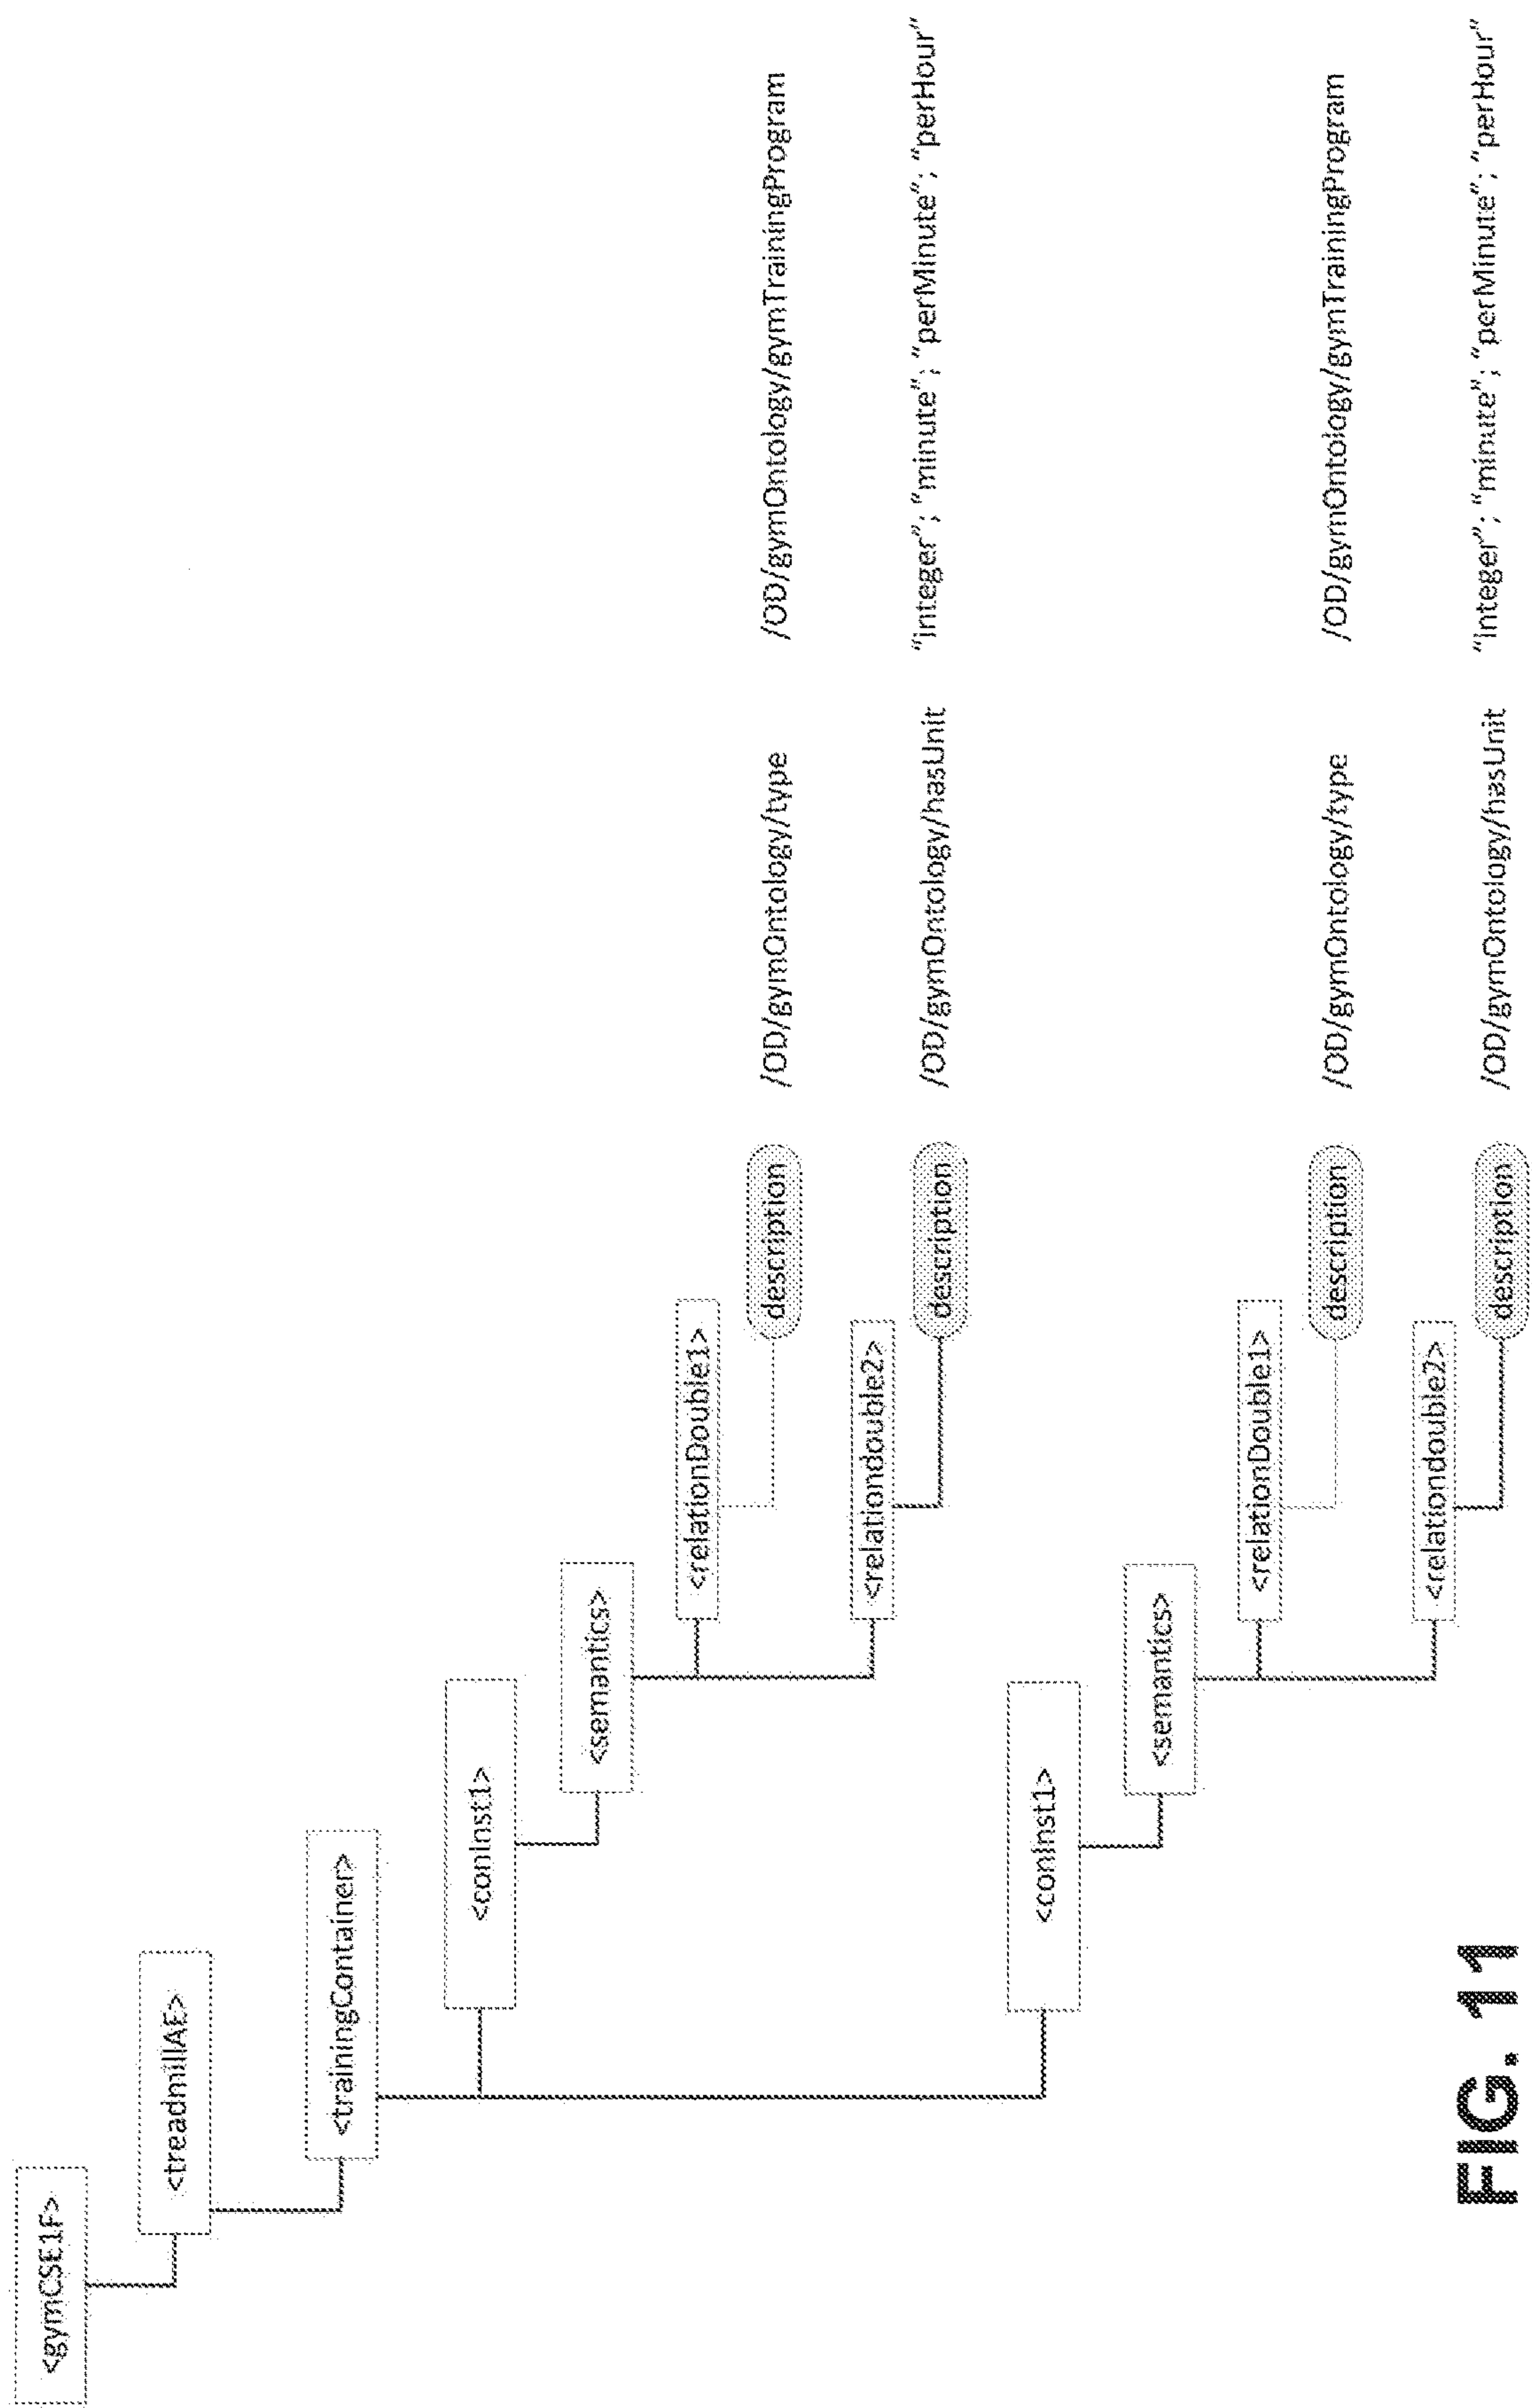 <gymCSE1F>
<treadmillAE>
<trainingContainer>
<conInst1>
<semantics>
<relationDouble1>
description /OD/gymOntology/type /OD/gymOntology/gymTrainingProgram
<relationdouble2>
description /OD/gymOntology/hasUnit "integer"; "minute"; "perMinute"; "perHour"
<conInst1>
<semantics>
<relationDouble1>
description /OD/gymOntology/type /OD/gymOntology/gymTrainingProgram
<relationdouble2>
description /OD/gymOntology/hasUnit "integer"; "minute"; "perMinute"; "perHour"
FIG. 11